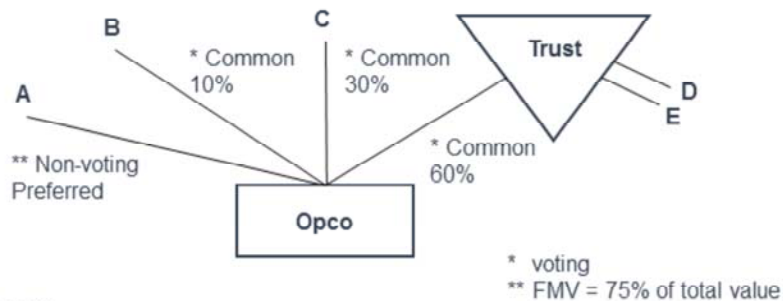 B
C
* Common
10%
* Common
30%
Trust
A
D
E
** Non-voting
Preferred
* Common
60%
Opco
* voting
** FMV = 75% of total value